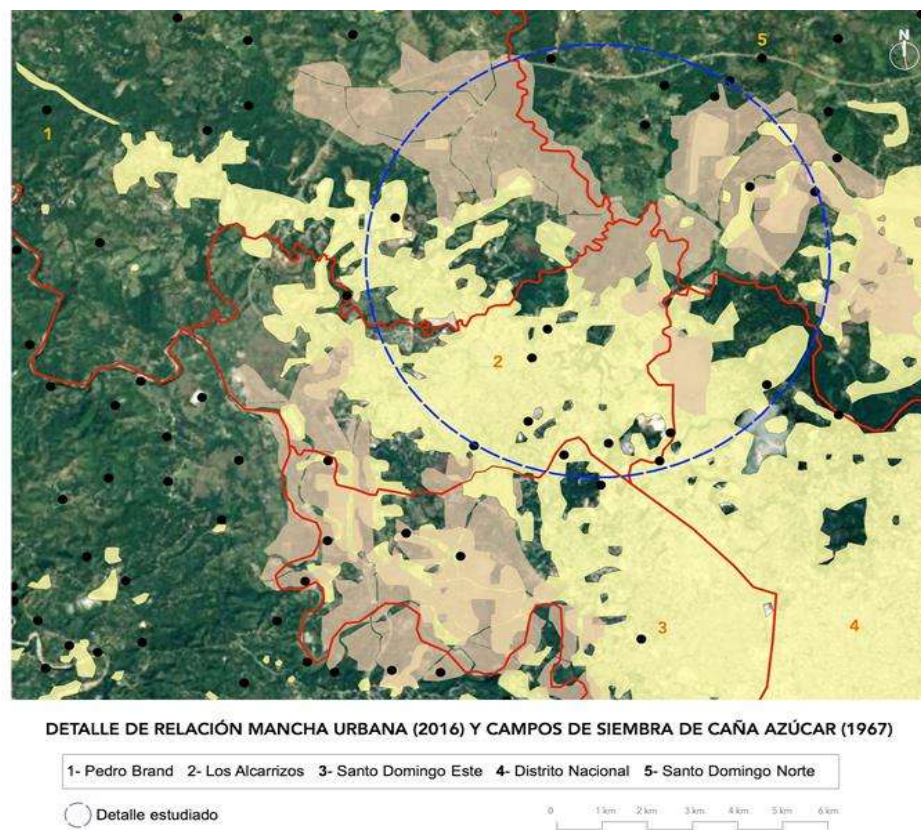 5
N
1
2
3
4
DETALLE DE RELACIÓN MANCHA URBANA (2016) Y CAMPOS DE SIEMBRA DE CAÑA AZÚCAR (1967)
1- Pedro Brand 2- Los Alcarrizos 3- Santo Domingo Este 4- Distrito Nacional 5- Santo Domingo Norte
Detalle estudiado
0 1 km 2 km 3 km 4 km 5 km 6 km